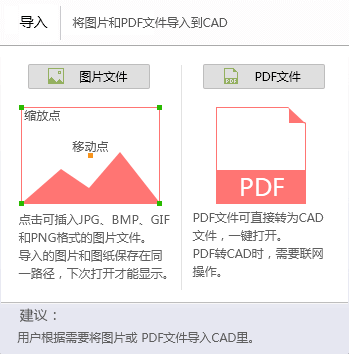 导入 将图片和PDF文件导入到CAD
图片文件
缩放点
移动点
点击可插入JPG、BMP、GIF
和PNG格式的图片文件。
导入的图片和图纸保存在同
一路径，下次打开才能显示。
PDF文件
PDF
PDF
PDF文件可直接转为CAD
文件，一键打开。
PDF转CAD时，需要联网
操作。
建议：
用户根据需要将图片或 PDF文件导入CAD里。